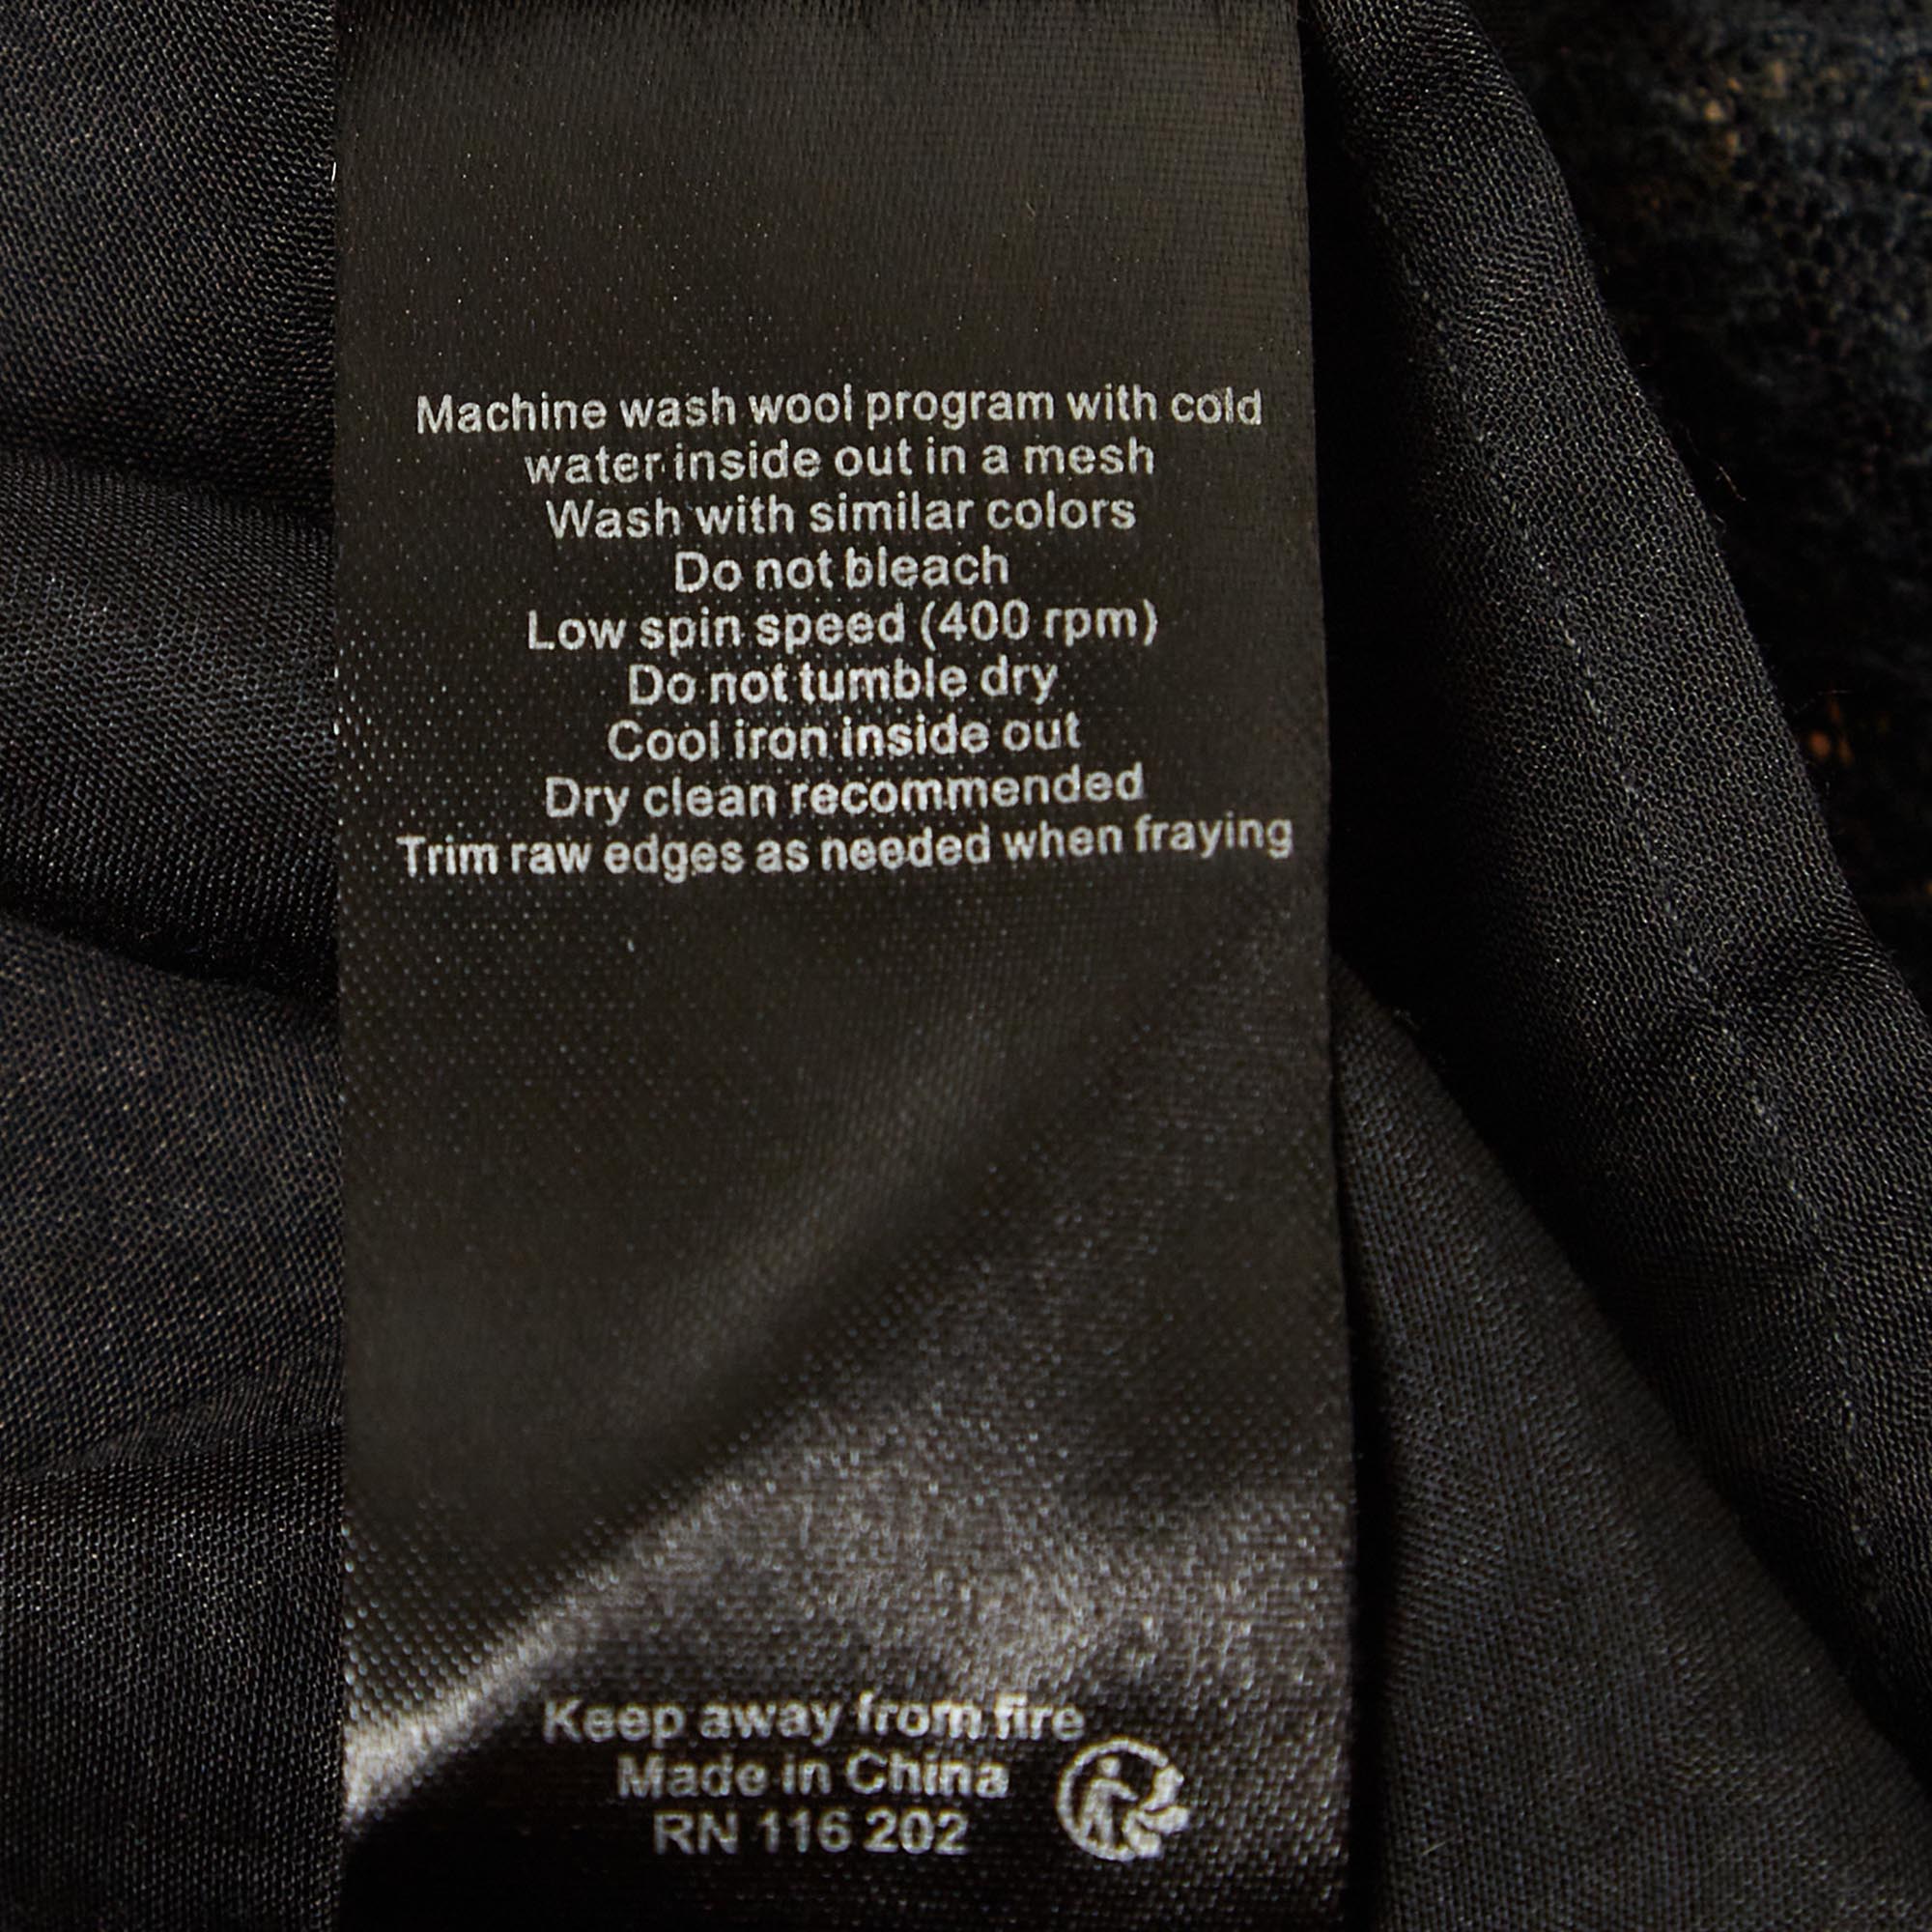 Machine wash wool program with cold
water inside out in a mesh
Wash with similar colors
Do not bleach
Low spin speed (400 rpm)
Do not tumble dry
Cool iron inside out
Dry clean recommended
Trim raw edges as needed when fraying
Keep away from fire
Made in China
RN 116 202